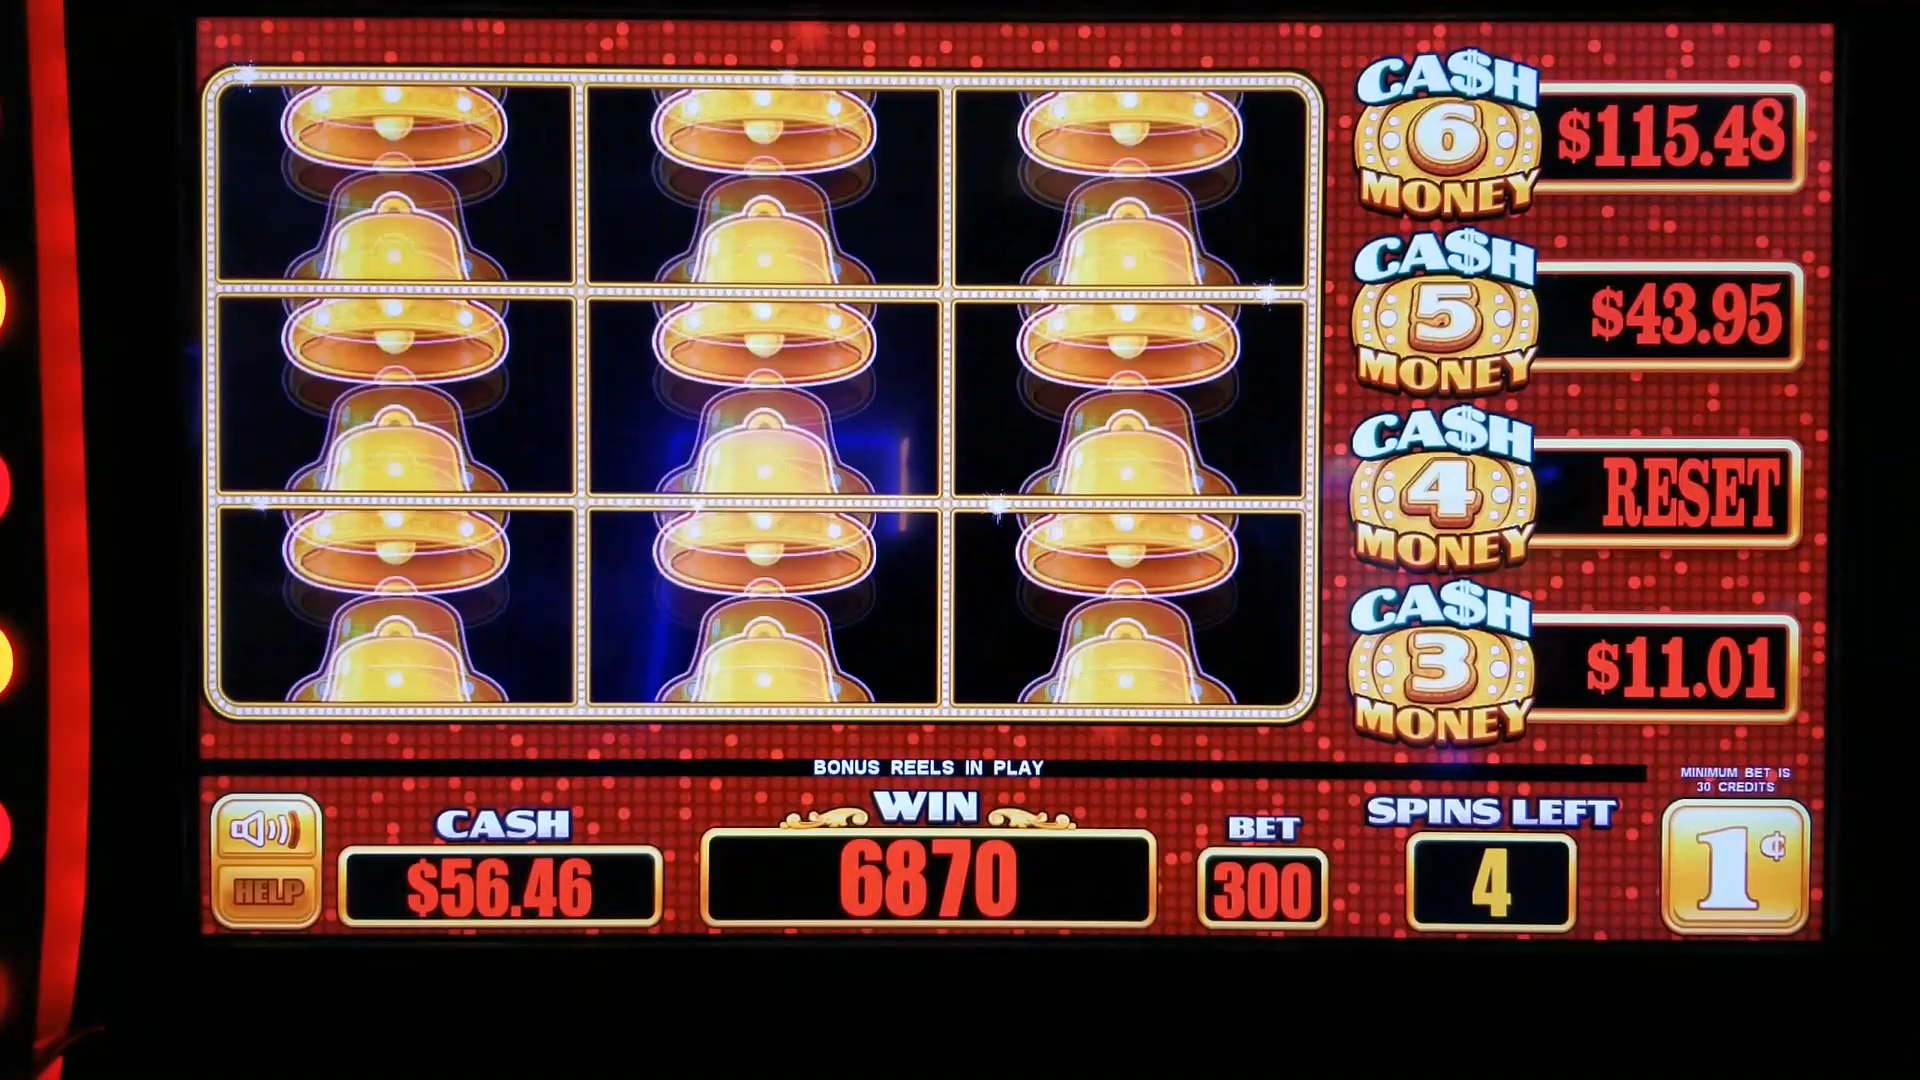 CA$H
6
MONEY
$115.48
CA$H
5
MONEY
$43.95
CA$H
4
MONEY
RESET
CA$H
3
MONEY
$11.01
BONUS REELS IN PLAY
MINIMUM BET IS
30 CREDITS
HELP
CASH
$56.46
WIN
6870
BET
300
SPINS LEFT
4
1¢